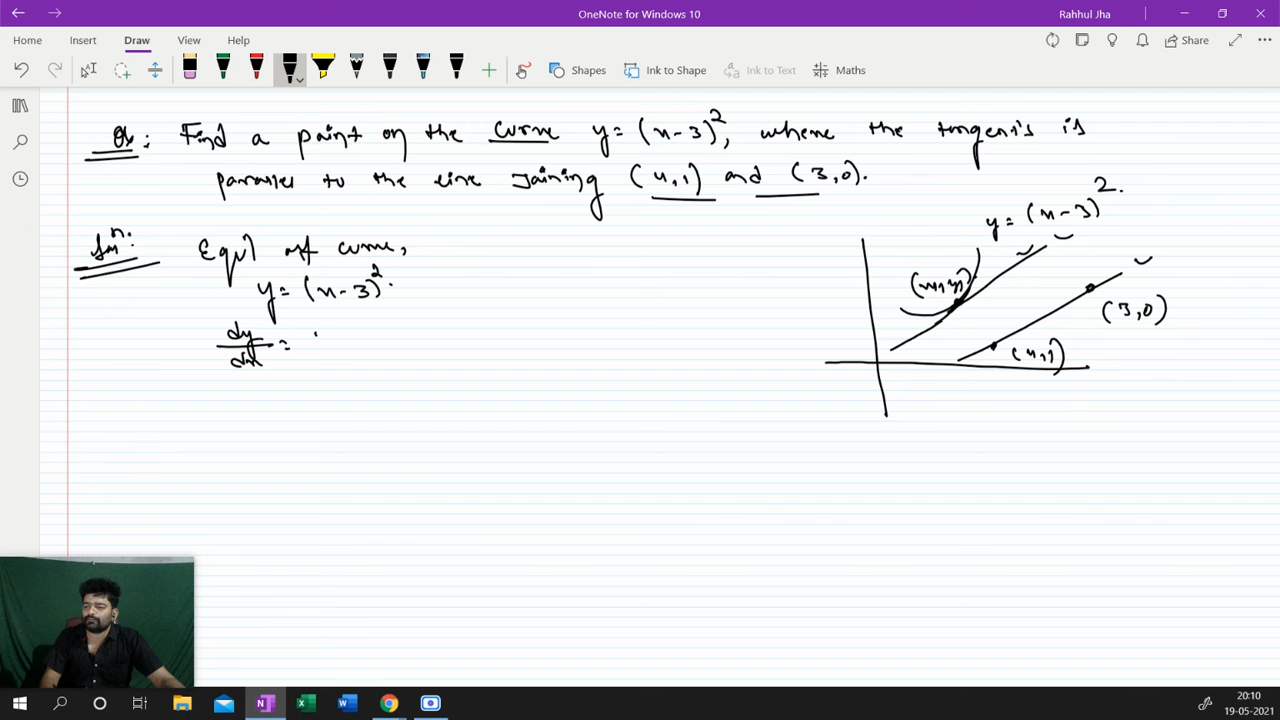 OneNote for Windows 10
Rahhul Jha
Home Insert Draw View Help
Share
Shapes Ink to Shape Ink to Text Maths
Qs: Find a point on the curve y = (x-3)^2, where the tangents is
parallel to the line joining (4,1) and (3,0).
Solⁿ: Eqn of curve,
y = (x-3)^2.
dy/dx =
y = (x-3)^2.
(x1,y1)
(3,0)
(4,1)
20:10
19-05-2021